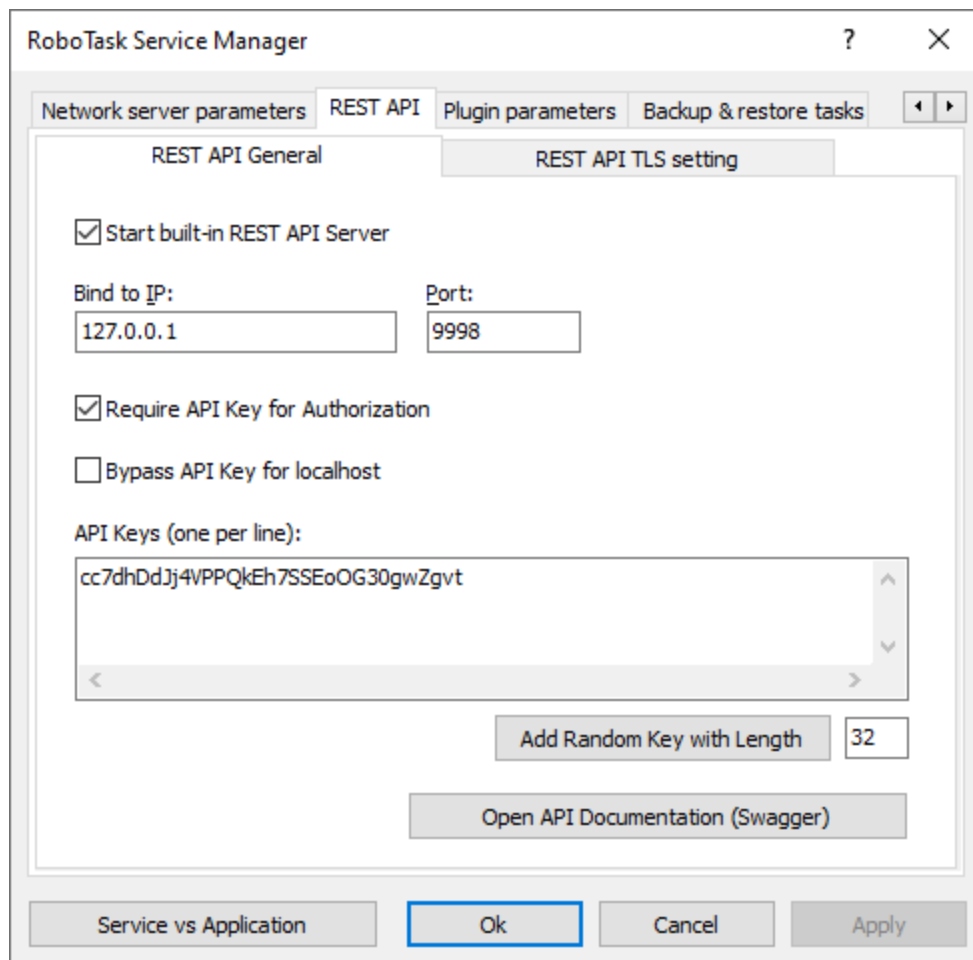 RoboTask Service Manager
Network server parameters REST API Plugin parameters Backup & restore tasks
REST API General REST API TLS setting
Start built-in REST API Server
Bind to IP: Port:
127.0.0.1 9998
Require API Key for Authorization
Bypass API Key for localhost
API Keys (one per line):
cc7dhDdJj4VPPQkEh7SSEoOG30gwZgvt
Add Random Key with Length 32
Open API Documentation (Swagger)
Service vs Application Ok Cancel Apply